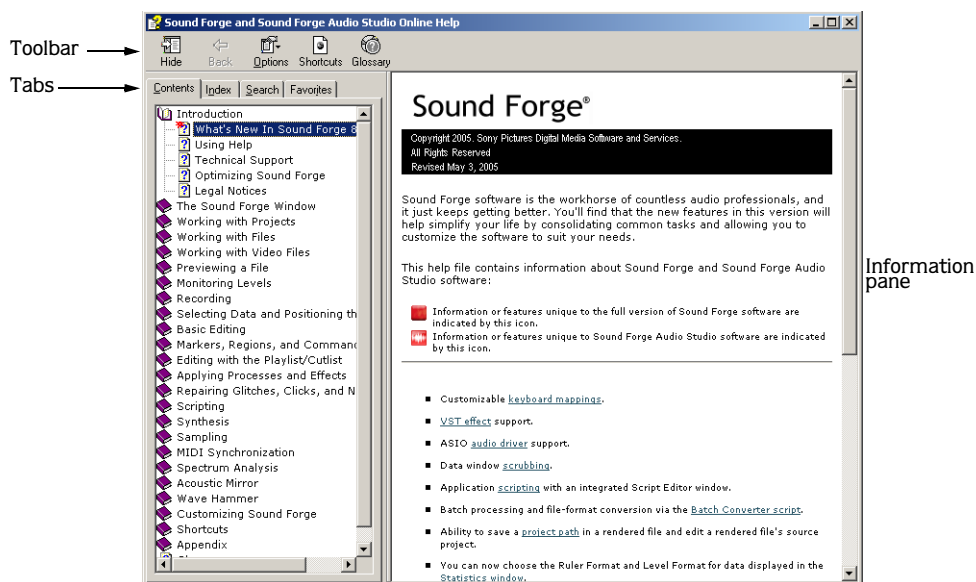 Sound Forge and Sound Forge Audio Studio Online Help
Toolbar
Hide
Back
Options
Shortcuts
Glossary
Tabs
Contents
Index
Search
Favorites
Introduction
What's New In Sound Forge 8
Using Help
Technical Support
Optimizing Sound Forge
Legal Notices
The Sound Forge Window
Working with Projects
Working with Files
Working with Video Files
Previewing a File
Monitoring Levels
Recording
Selecting Data and Positioning th
Basic Editing
Markers, Regions, and Comman
Editing with the Playlist/Cutlist
Applying Processes and Effects
Repairing Glitches, Clicks, and N
Scripting
Synthesis
Sampling
MIDI Synchronization
Spectrum Analysis
Acoustic Mirror
Wave Hammer
Customizing Sound Forge
Shortcuts
Appendix
Sound Forge®
Copyright 2005. Sony Pictures Digital Media Software and Services.
All Rights Reserved
Revised May 3, 2005
Sound Forge software is the workhorse of countless audio professionals, and
it just keeps getting better. You'll find that the new features in this version will
help simplify your life by consolidating common tasks and allowing you to
customize the software to suit your needs.
This help file contains information about Sound Forge and Sound Forge Audio
Studio software:
Information or features unique to the full version of Sound Forge software are
indicated by this icon.
Information or features unique to Sound Forge Audio Studio software are indicated
by this icon.
■ Customizable keyboard mappings.
■ VST effect support.
■ ASIO audio driver support.
■ Data window scrubbing.
■ Application scripting with an integrated Script Editor window.
■ Batch processing and file-format conversion via the Batch Converter script.
■ Ability to save a project path in a rendered file and edit a rendered file's source
project.
■ You can now choose the Ruler Format and Level Format for data displayed in the
Statistics window.
Information
pane